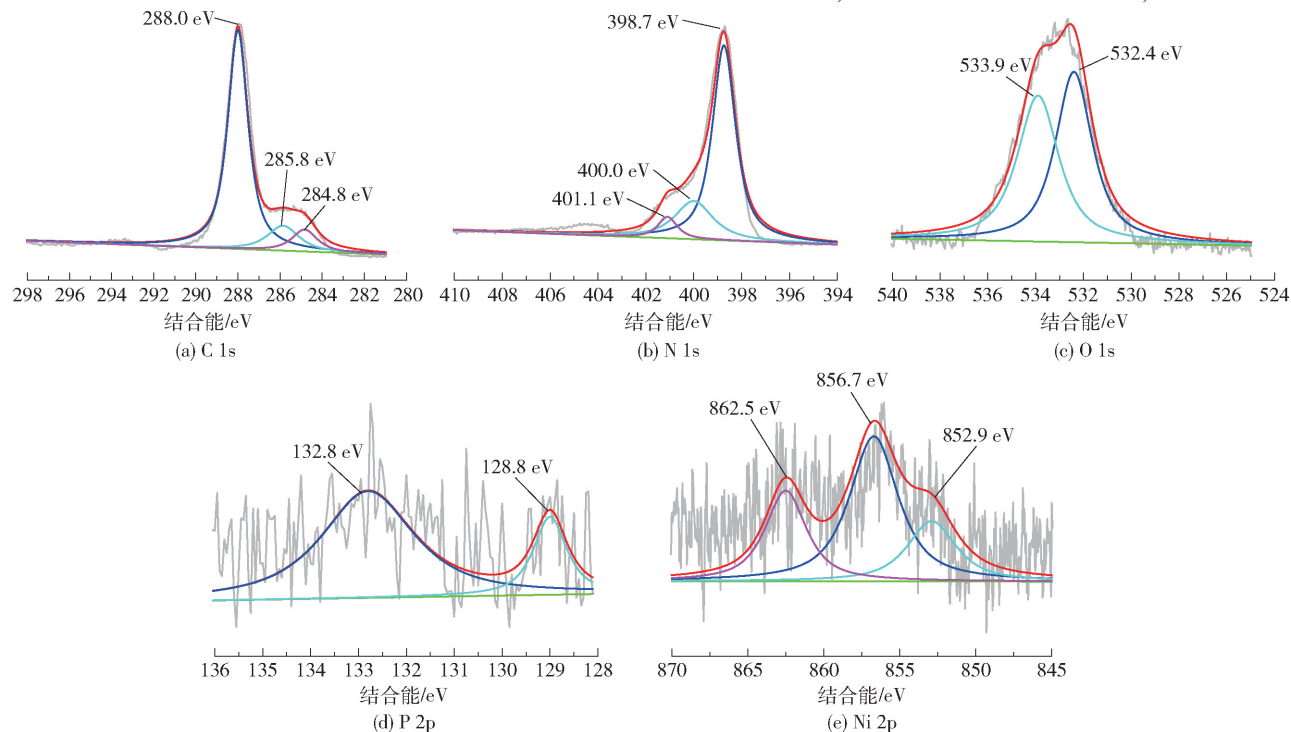 288.0 eV
285.8 eV
284.8 eV
298 296 294 292 290 288 286 284 282 280
结合能/eV
(a) C 1s
398.7 eV
400.0 eV
401.1 eV
410 408 406 404 402 400 398 396 394
结合能/eV
(b) N 1s
533.9 eV
532.4 eV
540 538 536 534 532 530 528 526 524
结合能/eV
(c) O 1s
132.8 eV
128.8 eV
136 135 134 133 132 131 130 129 128
结合能/eV
(d) P 2p
862.5 eV
856.7 eV
852.9 eV
870 865 860 855 850 845
结合能/eV
(e) Ni 2p